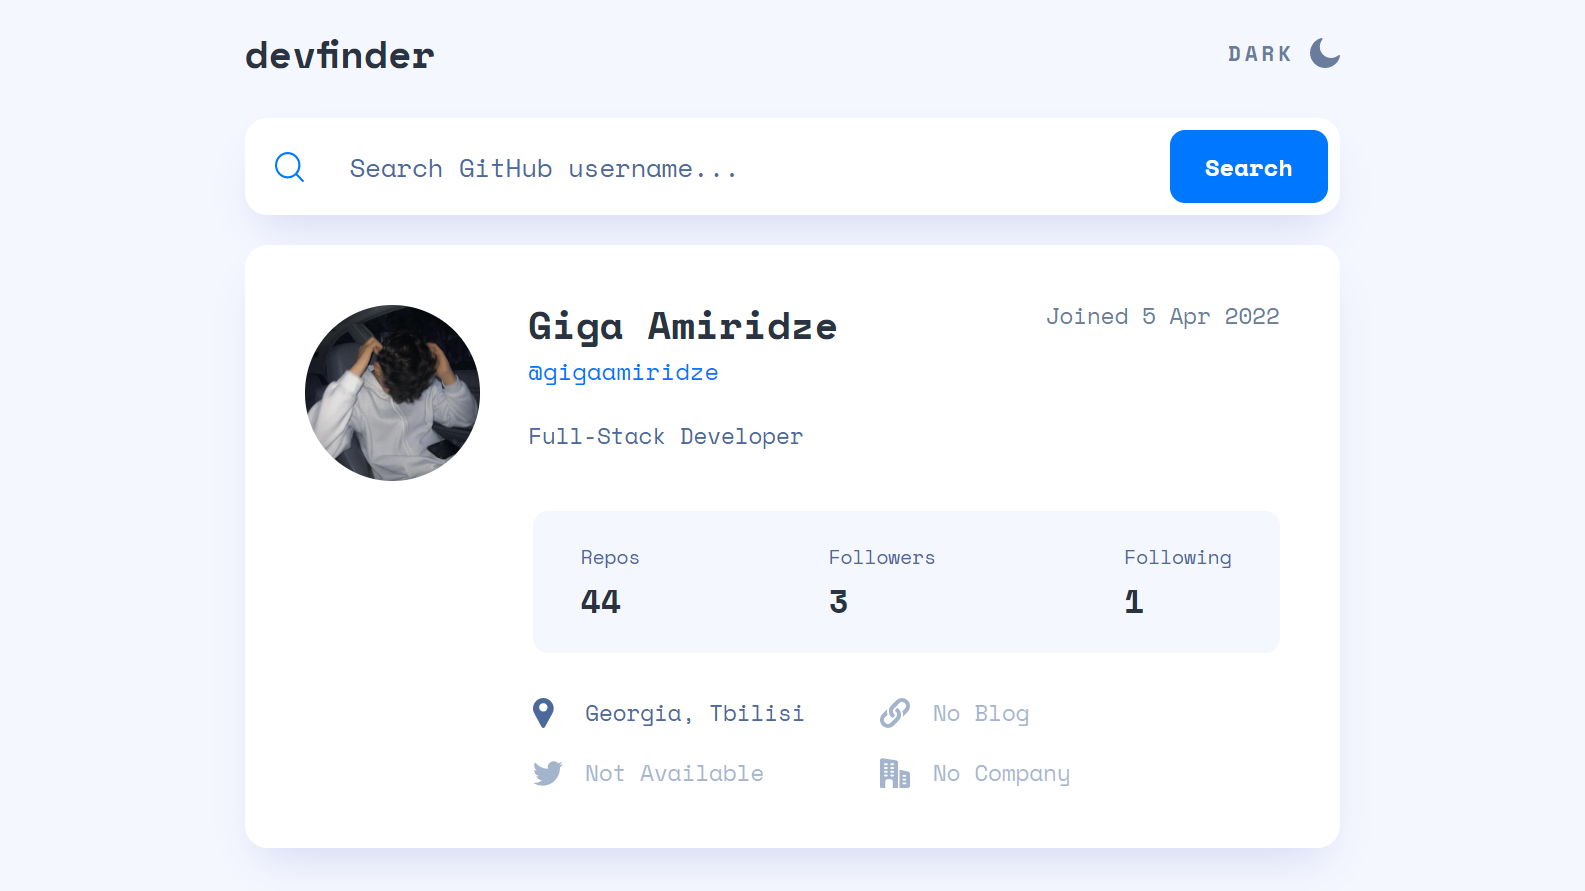 devfinder
DARK
Search GitHub username...
Search
Giga Amiridze
Joined 5 Apr 2022
@gigaamiridze
Full-Stack Developer
Repos
Followers
Following
44
3
1
Georgia, Tbilisi
No Blog
Not Available
No Company